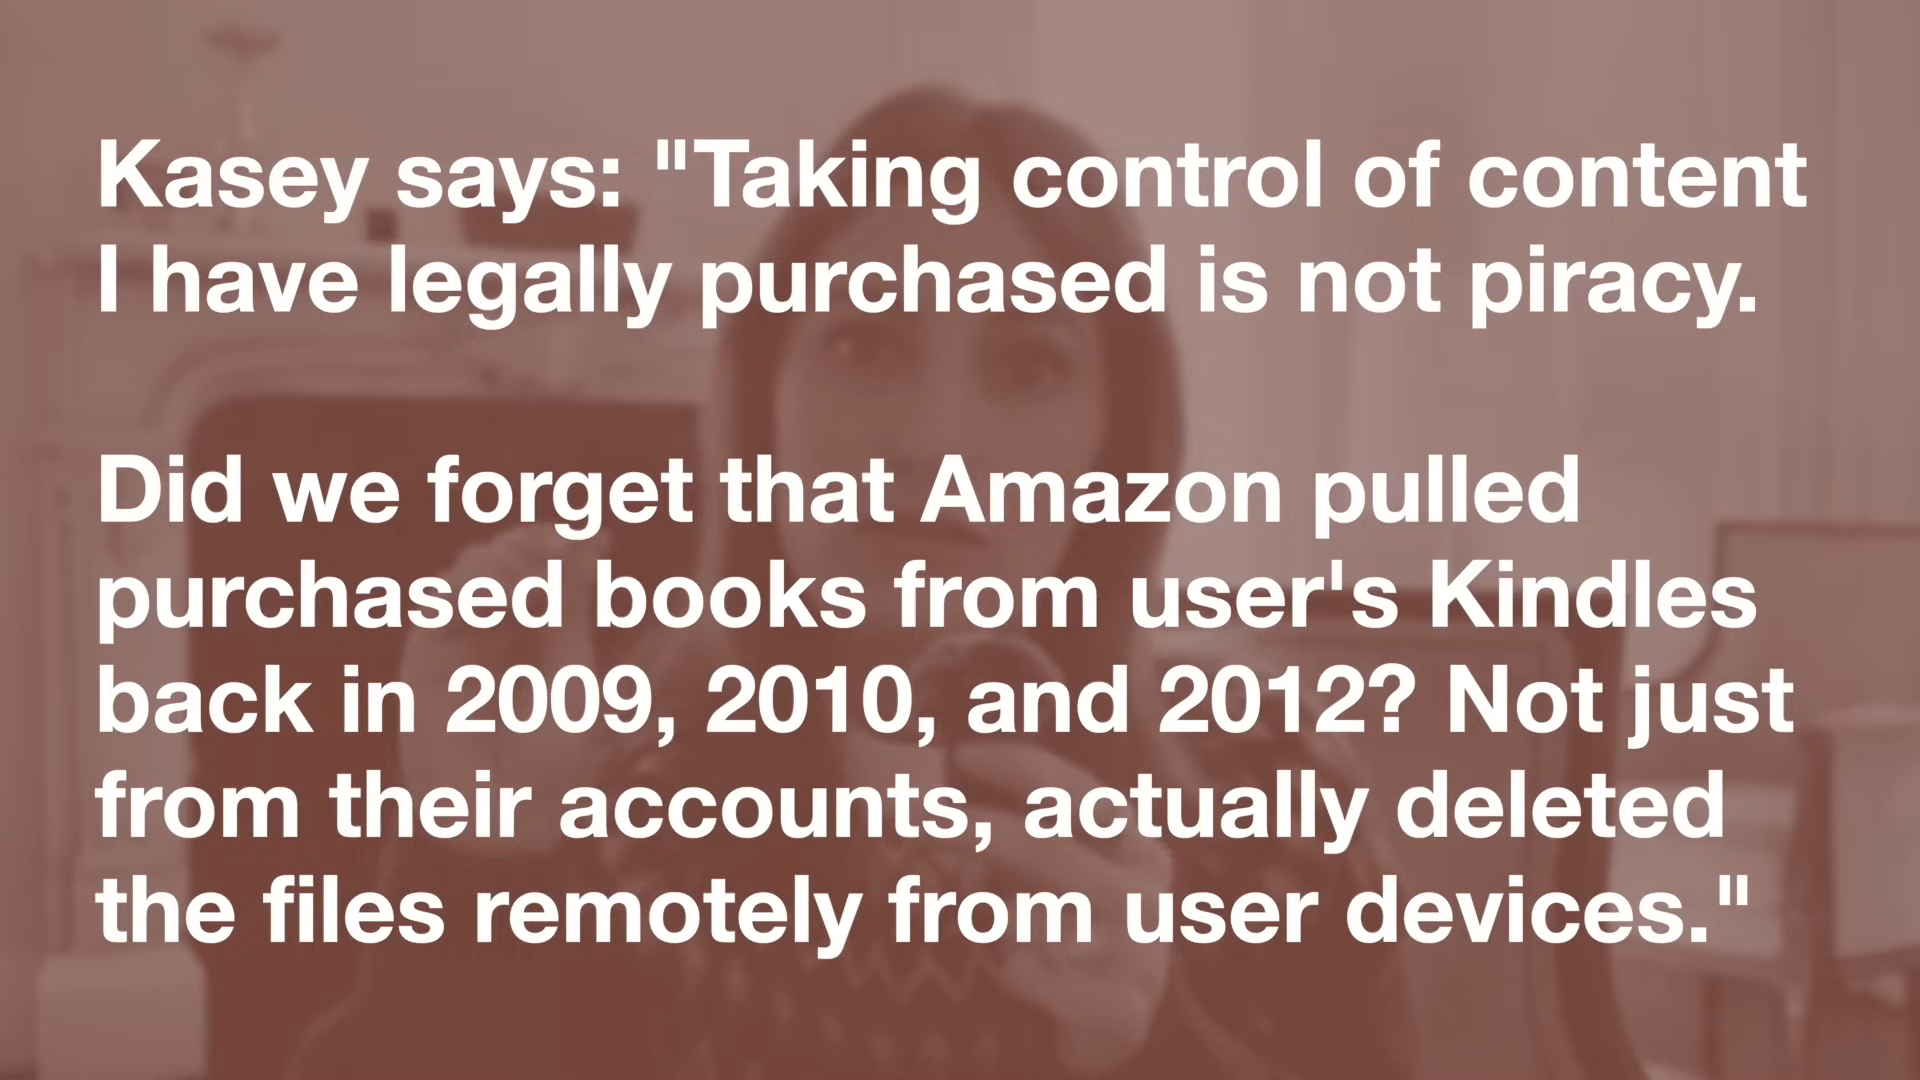 Kasey says: "Taking control of content
I have legally purchased is not piracy.
Did we forget that Amazon pulled
purchased books from user's Kindles
back in 2009, 2010, and 2012? Not just
from their accounts, actually deleted
the files remotely from user devices."